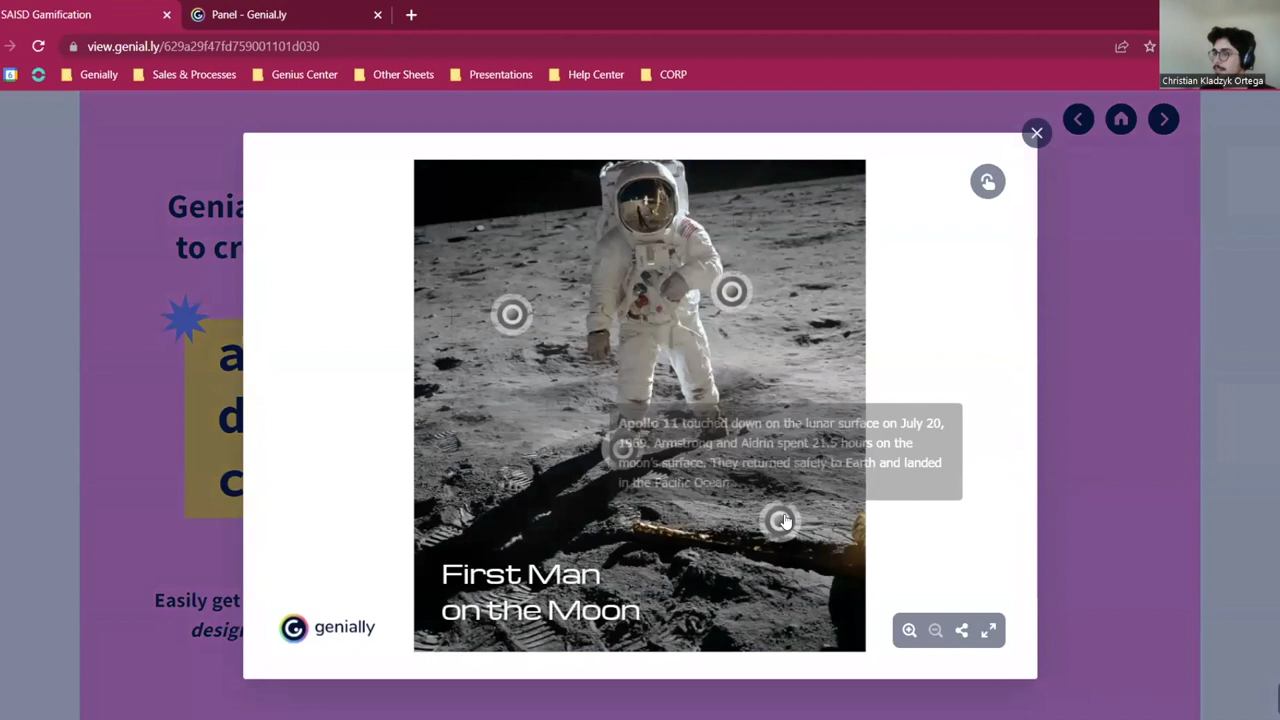 SAISD Gamification
Panel - Genial.ly
view.genial.ly/629a29f47fd759001101d030
6
Genially
Sales & Processes
Genius Center
Other Sheets
Presentations
Help Center
CORP
Christian Kladzyk Ortega
Genia
to cr
a
d
c
Easily get
design
Apollo 11 touched down on the lunar surface on July 20,
1969. Armstrong and Aldrin spent 21.5 hours on the
moon's surface. They returned safely to Earth and landed
in the Pacific Ocean.
First Man
on the Moon
genially